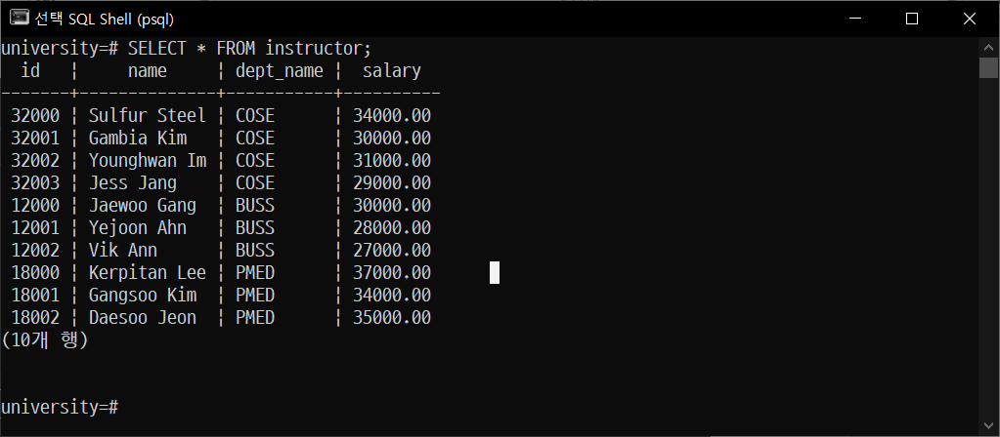 선택 SQL Shell (psql)
university=# SELECT * FROM instructor;
  id   ¦     name     ¦ dept_name ¦  salary
-------+--------------+-----------+----------
 32000 ¦ Sulfur Steel ¦ COSE      ¦ 34000.00
 32001 ¦ Gambia Kim   ¦ COSE      ¦ 30000.00
 32002 ¦ Younghwan Im ¦ COSE      ¦ 31000.00
 32003 ¦ Jess Jang    ¦ COSE      ¦ 29000.00
 12000 ¦ Jaewoo Gang  ¦ BUSS      ¦ 30000.00
 12001 ¦ Yejoon Ahn   ¦ BUSS      ¦ 28000.00
 12002 ¦ Vik Ann      ¦ BUSS      ¦ 27000.00
 18000 ¦ Kerpitan Lee ¦ PMED      ¦ 37000.00
 18001 ¦ Gangsoo Kim  ¦ PMED      ¦ 34000.00
 18002 ¦ Daesoo Jeon  ¦ PMED      ¦ 35000.00
(10개 행)
university=#